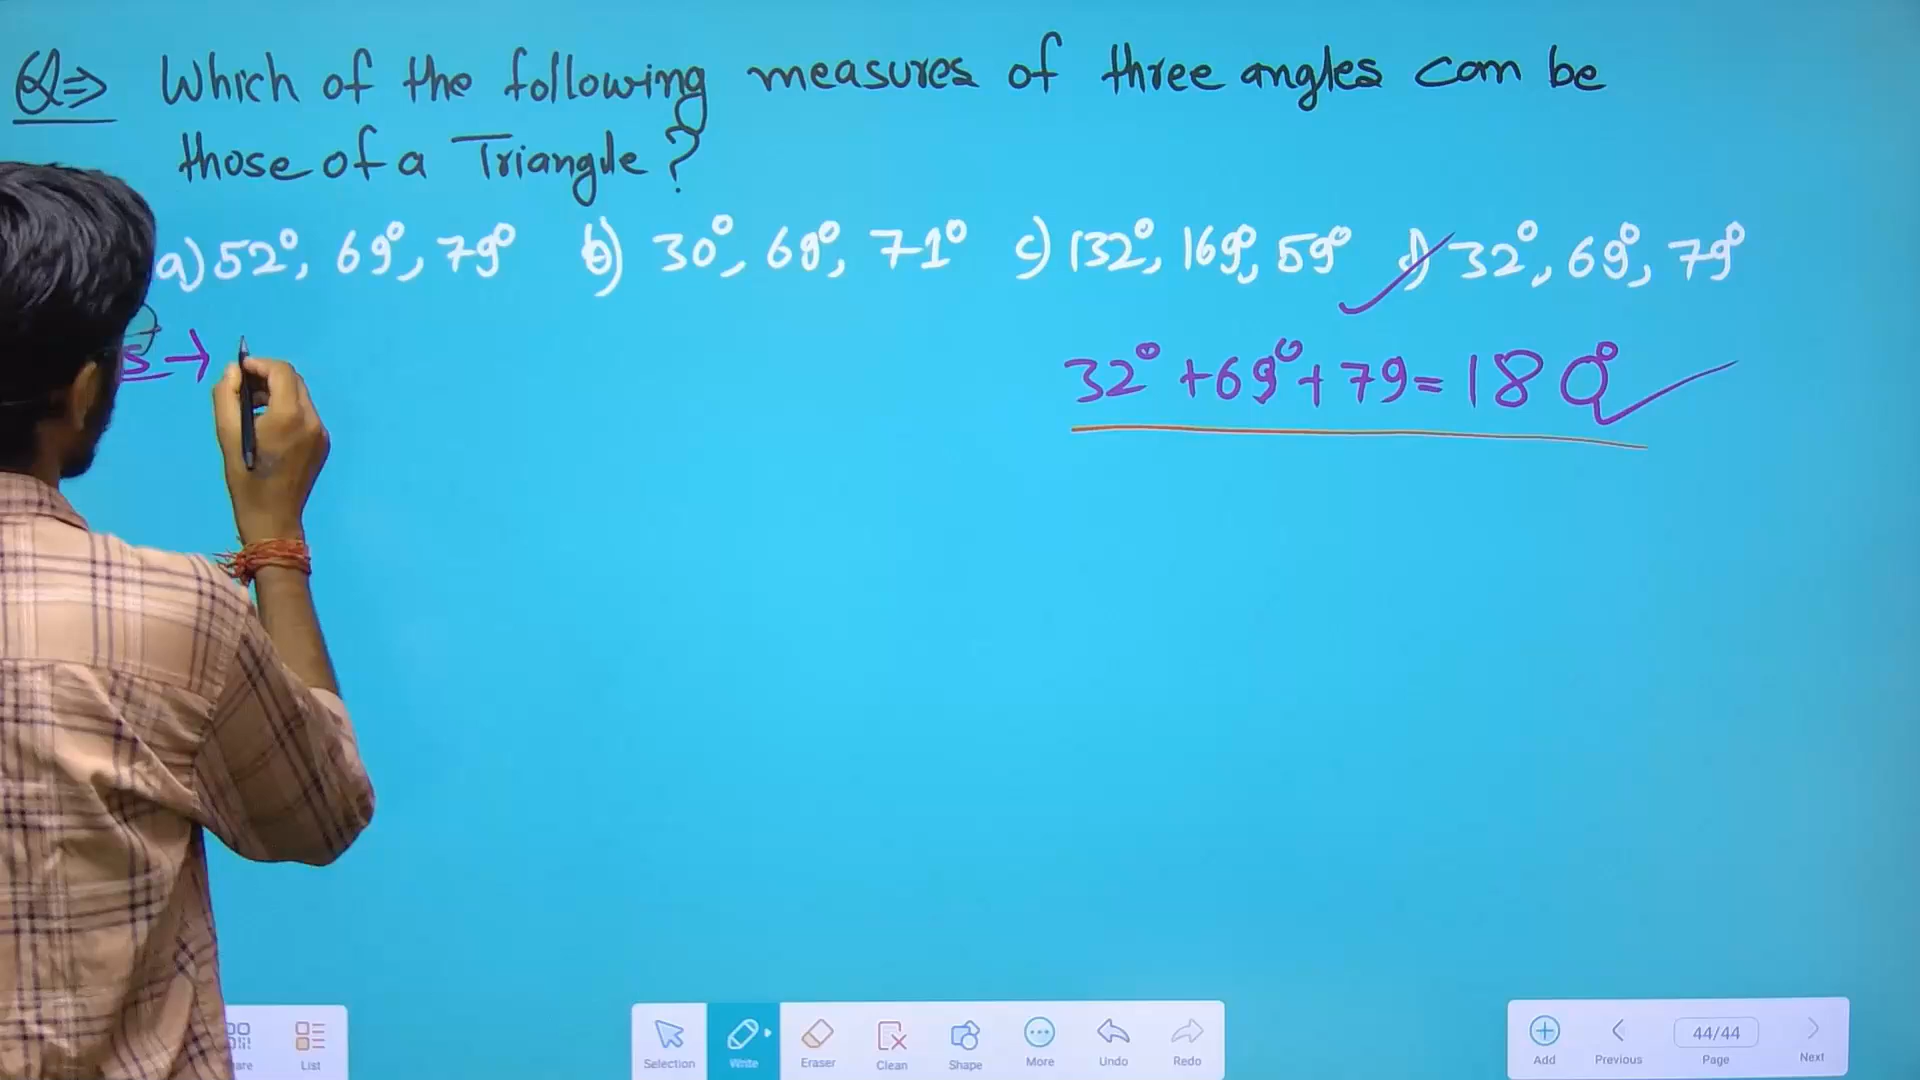 Q⇒ Which of the following measures of three angles can be
those of a Triangle?
a) 52°, 69°, 79° b) 30°, 69°, 71° c) 132°, 169°, 59° d) 32°, 69°, 79°
s →
32° + 69° + 79 = 180°
List
Selection
Write
Eraser
Clean
Shape
More
Undo
Redo
Add
Previous
44/44
Page
Next